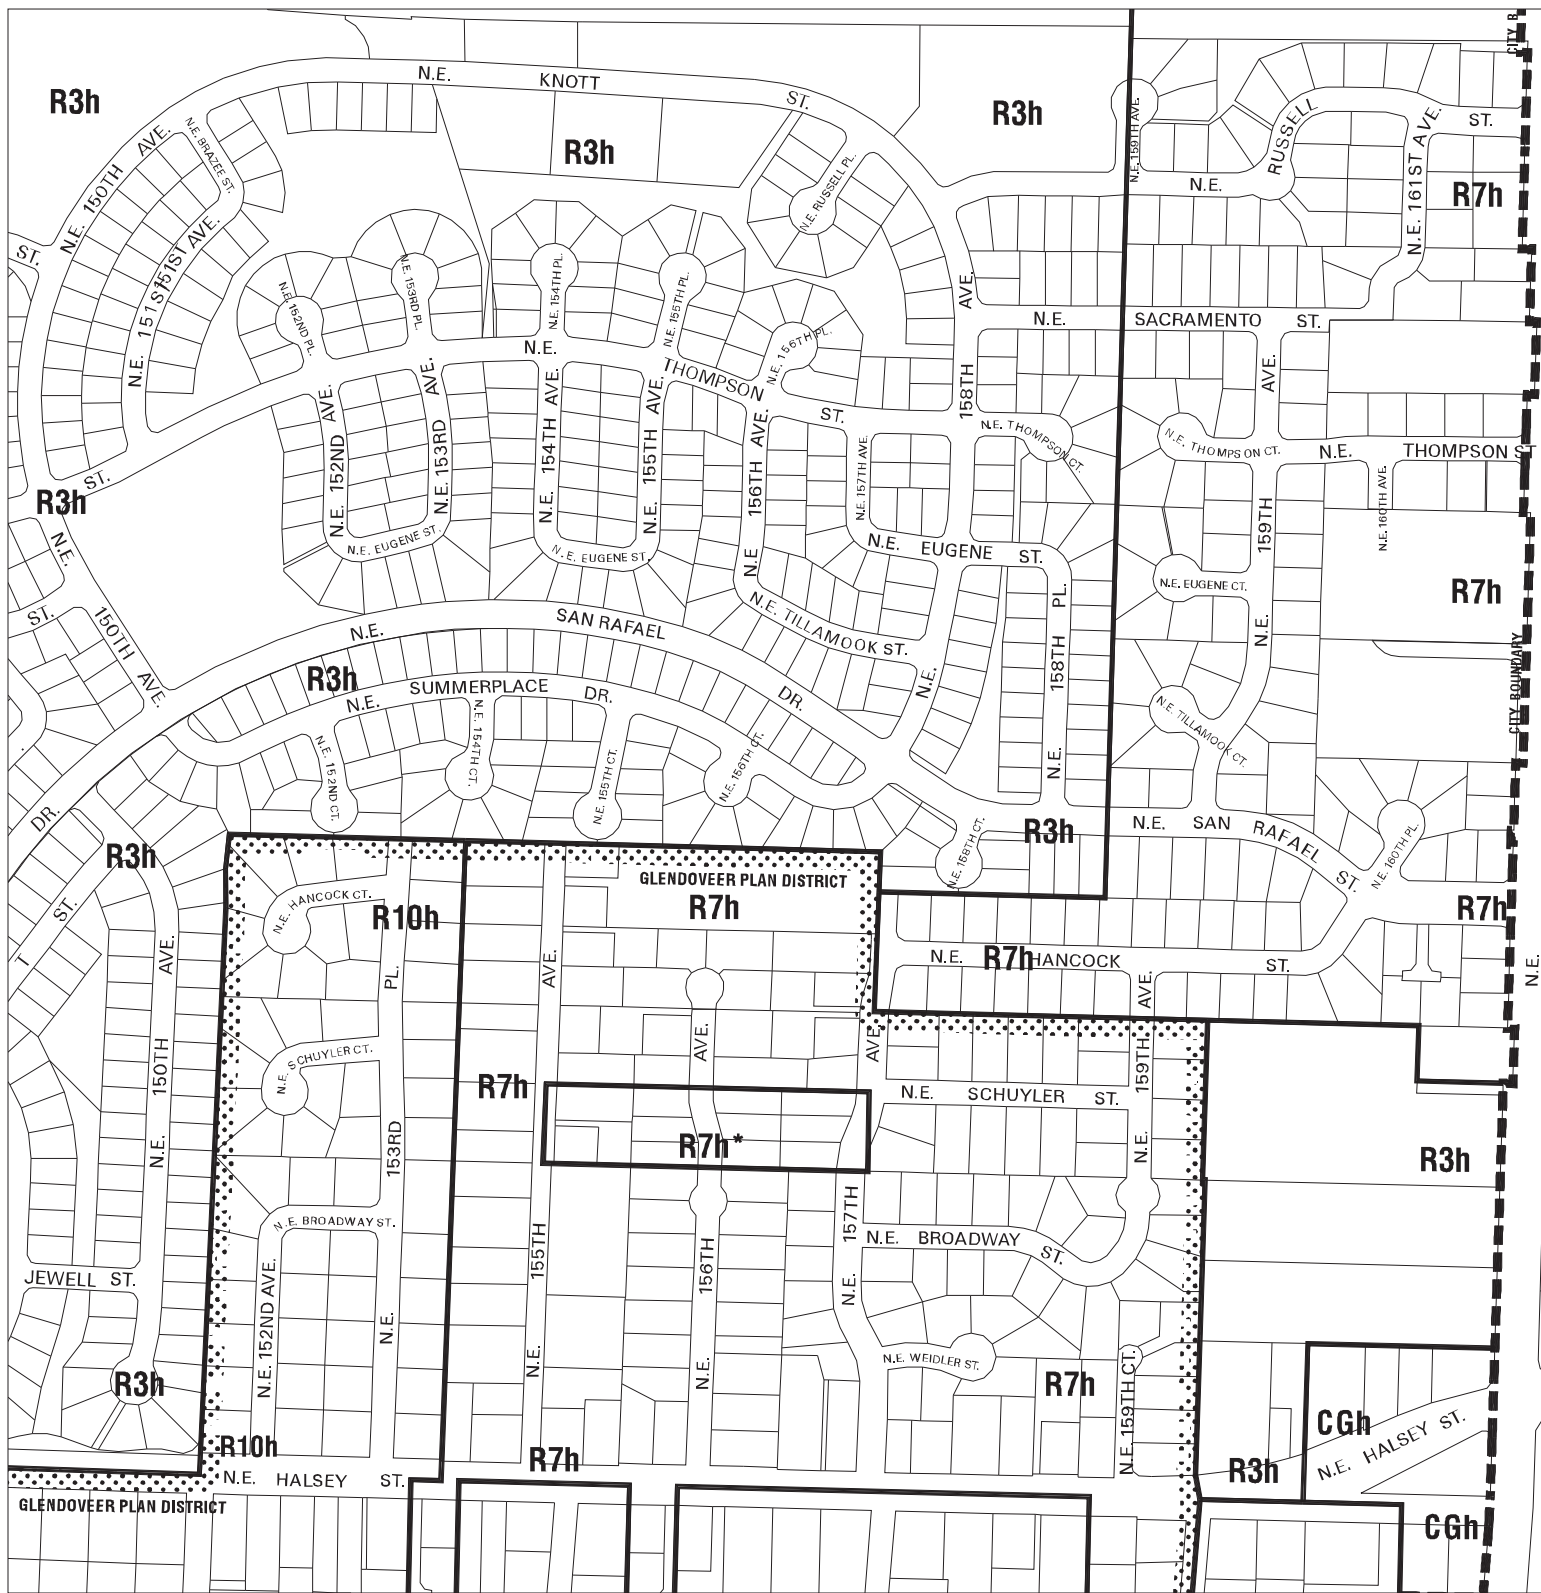 CITY B
N.E. KNOTT ST.
R3h
R3h
R3h
N.E. 159TH AVE.
RUSSELL
ST.
N.E. BRAZEE ST.
N.E. 150TH AVE.
N.E. RUSSELL PL.
N.E.
N.E. 161ST AVE.
R7h
ST.
151ST AVE.
N.E. 151ST
N.E. 152ND PL.
N.E. 153RD PL.
N.E. 154TH PL.
N.E. 155TH PL.
N.E. 156TH PL.
AVE.
158TH
N.E. SACRAMENTO ST.
N.E. THOMPSON ST.
N.E. THOMPSON CT.
N.E. THOMPSON CT.
N.E. THOMPSON ST
AVE.
159TH
N.E.
N.E. 160TH AVE.
ST.
R3h
N.E. 152ND AVE.
N.E. 153RD AVE.
N.E. 154TH AVE.
N.E. 155TH AVE.
N.E 156TH AVE.
N.E. 157TH AVE
N.E. EUGENE ST.
N.E. EUGENE ST.
N.E. EUGENE ST.
N.E. EUGENE CT.
R7h
N.E. 150TH AVE.
ST.
N.E. TILLAMOOK ST.
N.E.
N.E. 158TH PL.
N.E. SAN RAFAEL DR.
R3h
N.E. SUMMERPLACE DR.
N.E. TILLAMOOK CT.
CITY BOUNDARY
N.E. 152ND CT.
N.E. 154TH CT.
N.E. 155TH CT.
N.E. 156TH CT.
N.E. 158TH CT.
DR.
R3h
R3h
N.E. SAN RAFAEL ST.
N.E. 160TH PL.
GLENDOVEER PLAN DISTRICT
N.E. HANCOCK CT.
R10h
R7h
R7h
ST.
T
N.E. 150TH AVE.
PL.
AVE.
N.E. HANCOCK ST.
R7h
N.E.
AVE.
N.E. SCHUYLER CT.
AVE.
AVE.
159TH
N.E.
R7h
N.E. SCHUYLER ST.
R7h*
153RD
N.E.
R3h
N.E. BROADWAY ST.
155TH
N.E.
156TH
N.E.
157TH
N.E.
N.E. BROADWAY ST.
JEWELL ST.
N.E. 152ND AVE.
N.E. WEIDLER ST.
R3h
R7h
N.E. 159TH CT.
CGh
N.E. HALSEY ST.
R10h
R7h
R3h
N.E. HALSEY ST.
GLENDOVEER PLAN DISTRICT
CGh